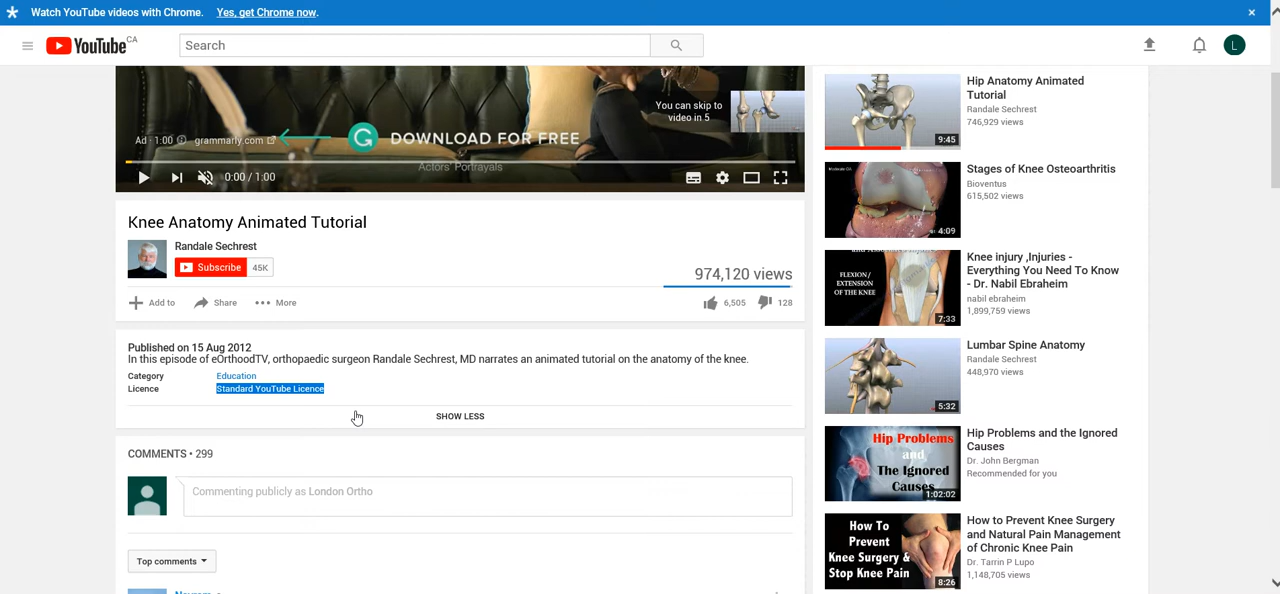 Watch YouTube videos with Chrome. Yes, get Chrome now.
YouTube CA
Search
L
You can skip to
video in 5
Ad · 1:00 grammarly.com
G DOWNLOAD FOR FREE
Actors' Portrayals
0:00 / 1:00
Knee Anatomy Animated Tutorial
Randale Sechrest
Subscribe 45K
974,120 views
Add to Share More
6,505 128
Published on 15 Aug 2012
In this episode of eOrthoodTV, orthopaedic surgeon Randale Sechrest, MD narrates an animated tutorial on the anatomy of the knee.
Category Education
Licence Standard YouTube Licence
SHOW LESS
COMMENTS • 299
Commenting publicly as London Ortho
Top comments
Hip Anatomy Animated
Tutorial
Randale Sechrest
746,929 views
9:45
Stages of Knee Osteoarthritis
Bioventus
615,502 views
4:09
Knee injury ,Injuries -
Everything You Need To Know
- Dr. Nabil Ebraheim
nabil ebraheim
1,899,759 views
FLEXION /
EXTENSION
OF THE KNEE
7:33
Lumbar Spine Anatomy
Randale Sechrest
448,970 views
5:32
Hip Problems and the Ignored
Causes
Dr. John Bergman
Recommended for you
Hip Problems
and
The Ignored
Causes
1:02:02
How to Prevent Knee Surgery
and Natural Pain Management
of Chronic Knee Pain
Dr. Tarrin P Lupo
1,148,705 views
How To
Prevent
Knee Surgery &
Stop Knee Pain
8:26